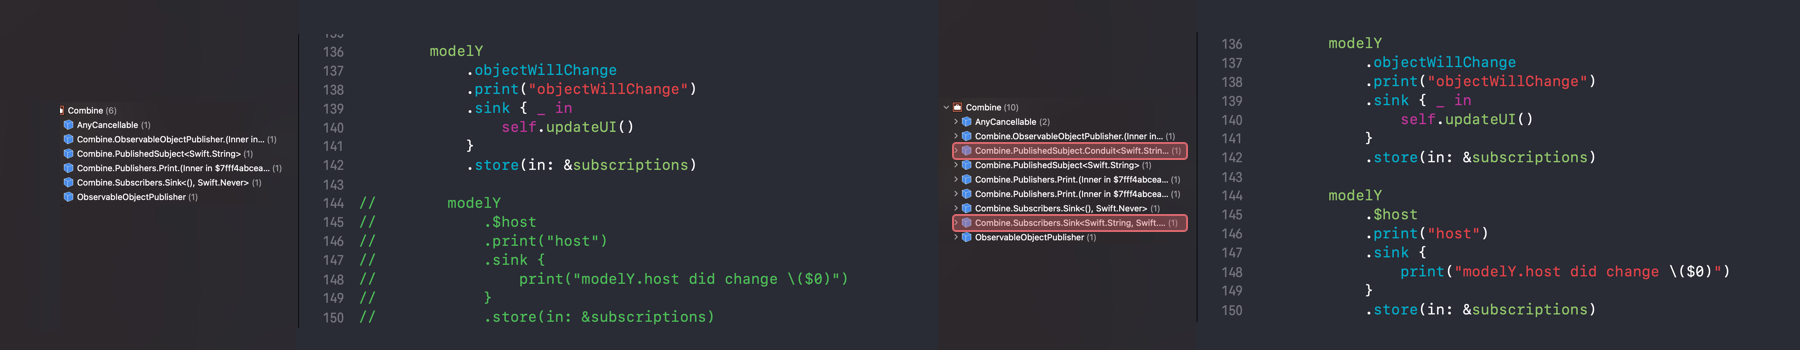 Combine (6)
AnyCancellable (1)
Combine.ObservableObjectPublisher.(Inner in... (1)
Combine.PublishedSubject<Swift.String> (1)
Combine.Publishers.Print.(Inner in $7fff4abcea... (1)
Combine.Subscribers.Sink<(), Swift.Never> (1)
ObservableObjectPublisher (1)
135
136 modelY
137 .objectWillChange
138 .print("objectWillChange")
139 .sink { _ in
140 self.updateUI()
141 }
142 .store(in: &subscriptions)
143
144 // modelY
145 // .$host
146 // .print("host")
147 // .sink {
148 // print("modelY.host did change \($0)")
149 // }
150 // .store(in: &subscriptions)
Combine (10)
AnyCancellable (2)
Combine.ObservableObjectPublisher.(Inner in... (1)
Combine.PublishedSubject.Conduit<Swift.Strin... (1)
Combine.PublishedSubject<Swift.String> (1)
Combine.Publishers.Print.(Inner in $7fff4abcea... (1)
Combine.Publishers.Print.(Inner in $7fff4abcea... (1)
Combine.Subscribers.Sink<(), Swift.Never> (1)
Combine.Subscribers.Sink<Swift.String, Swift.... (1)
ObservableObjectPublisher (1)
136 modelY
137 .objectWillChange
138 .print("objectWillChange")
139 .sink { _ in
140 self.updateUI()
141 }
142 .store(in: &subscriptions)
143
144 modelY
145 .$host
146 .print("host")
147 .sink {
148 print("modelY.host did change \($0)")
149 }
150 .store(in: &subscriptions)